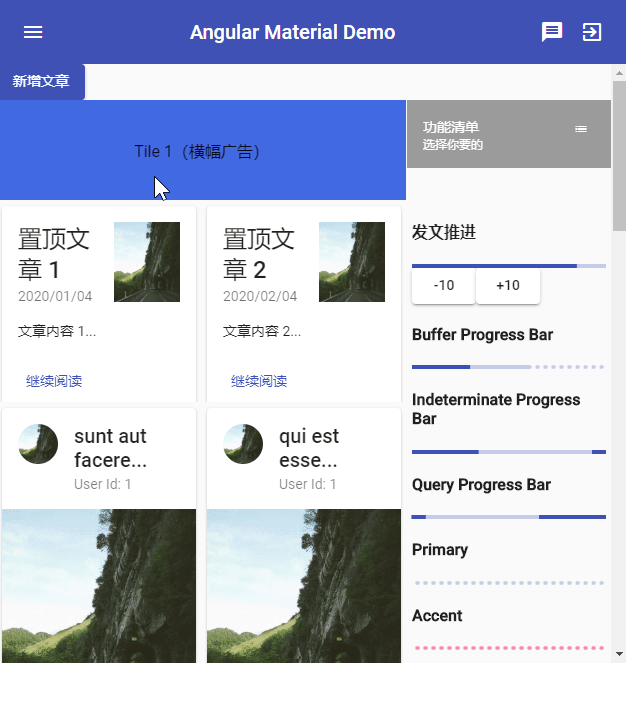 Angular Material Demo
新增文章
Tile 1（横幅广告）
功能清单
选择你要的
置顶文
章 1
2020/01/04
文章内容 1...
继续阅读
置顶文
章 2
2020/02/04
文章内容 2...
继续阅读
sunt aut
facere...
User Id: 1
qui est
esse...
User Id: 1
发文推进
-10
+10
Buffer Progress Bar
Indeterminate Progress
Bar
Query Progress Bar
Primary
Accent